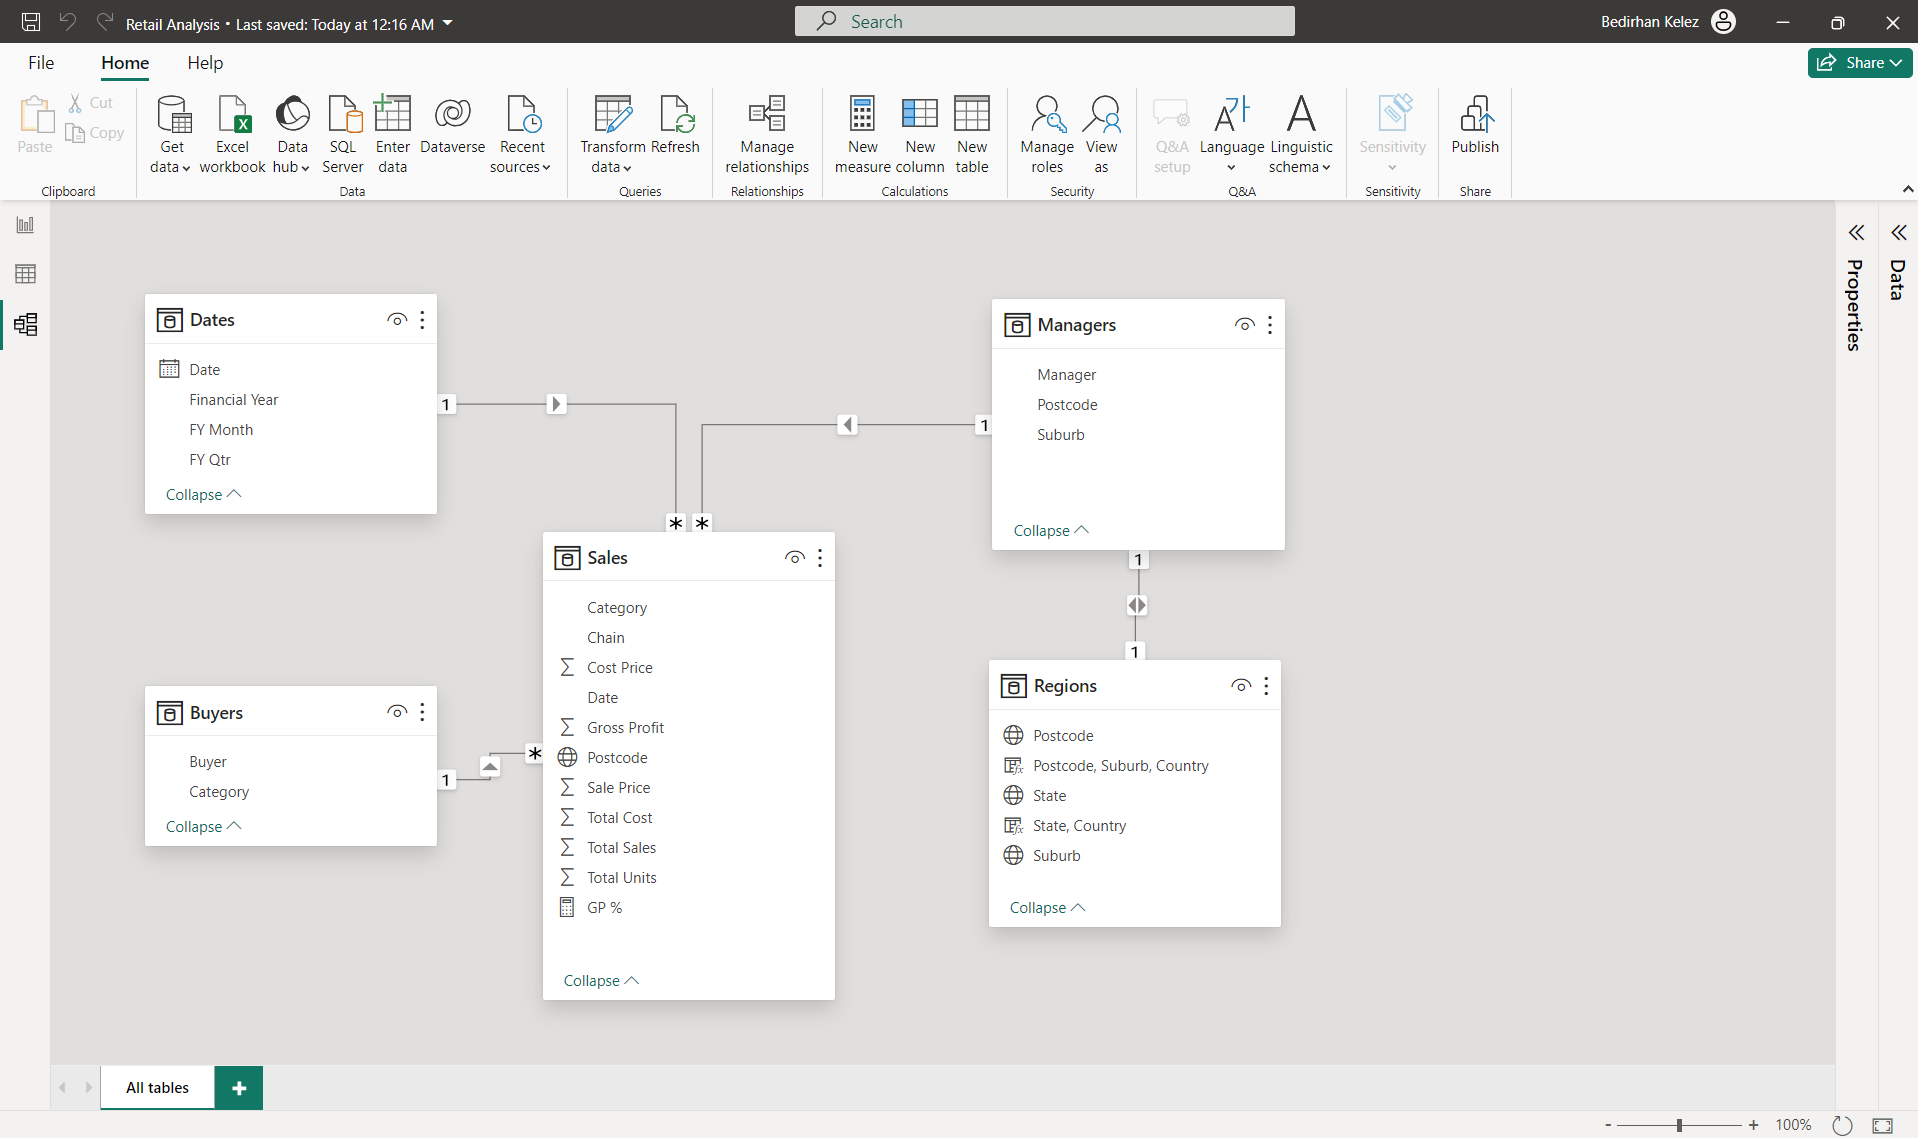 Retail Analysis • Last saved: Today at 12:16 AM
Search
Bedirhan Kelez
File
Home
Help
Share
Paste
Cut
Copy
Clipboard
Get data
Excel workbook
Data hub
SQL Server
Enter data
Dataverse
Recent sources
Data
Transform data
Refresh
Queries
Manage relationships
Relationships
New measure
New column
New table
Calculations
Manage roles
View as
Security
Q&A setup
Language
Linguistic schema
Q&A
Sensitivity
Sensitivity
Publish
Share
Dates
Date
Financial Year
FY Month
FY Qtr
Collapse
1
*
Managers
Manager
Postcode
Suburb
Collapse
1
*
1
1
Sales
Category
Chain
Cost Price
Date
Gross Profit
Postcode
Sale Price
Total Cost
Total Sales
Total Units
GP %
Collapse
Buyers
Buyer
Category
Collapse
1
*
Regions
Postcode
Postcode, Suburb, Country
State
State, Country
Suburb
Collapse
Properties
Data
All tables
+
-
+
100%